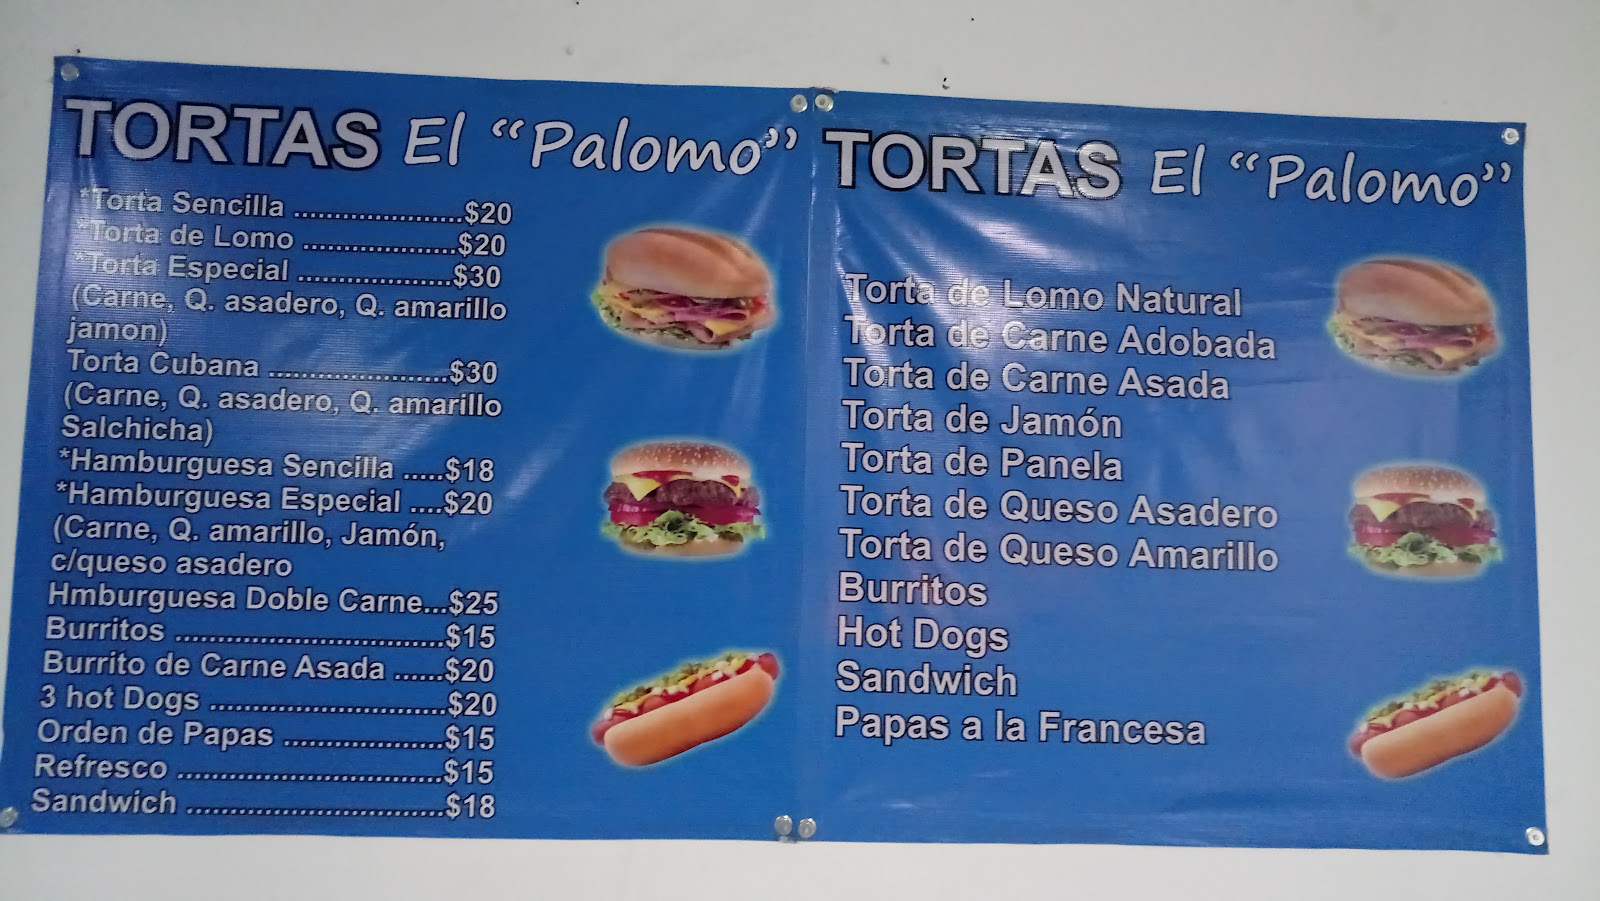 TORTAS El “Palomo”
*Torta Sencilla .....................$20
*Torta de Lomo ...................$20
*Torta Especial ...................$30
(Carne, Q. asadero, Q. amarillo
jamon)
Torta Cubana ......................$30
(Carne, Q. asadero, Q. amarillo
Salchicha)
*Hamburguesa Sencilla .....$18
*Hamburguesa Especial ....$20
(Carne, Q. amarillo, Jamón,
c/queso asadero
Hmburguesa Doble Carne...$25
Burritos .................................$15
Burrito de Carne Asada ......$20
3 hot Dogs .............................$20
Orden de Papas ....................$15
Refresco ................................$15
Sandwich ...............................$18
TORTAS El “Palomo”
Torta de Lomo Natural
Torta de Carne Adobada
Torta de Carne Asada
Torta de Jamón
Torta de Panela
Torta de Queso Asadero
Torta de Queso Amarillo
Burritos
Hot Dogs
Sandwich
Papas a la Francesa